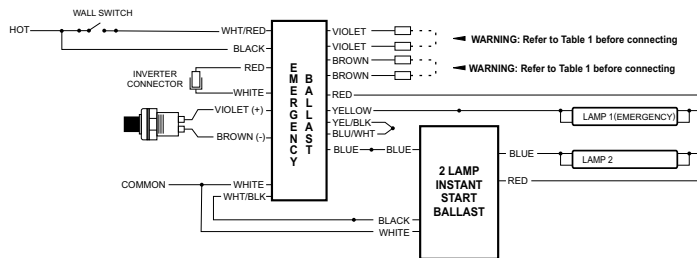 WALL SWITCH
HOT
WHT/RED
BLACK
RED
INVERTER
CONNECTOR
WHITE
VIOLET (+)
BROWN (-)
COMMON
WHITE
WHT/BLK
EMERGENCY
BALLAST
VIOLET
VIOLET
BROWN
BROWN
WARNING: Refer to Table 1 before connecting
WARNING: Refer to Table 1 before connecting
RED
YELLOW
YEL/BLK
BLU/WHT
BLUE
BLUE
LAMP 1(EMERGENCY)
2 LAMP
INSTANT
START
BALLAST
BLUE
LAMP 2
RED
BLACK
WHITE